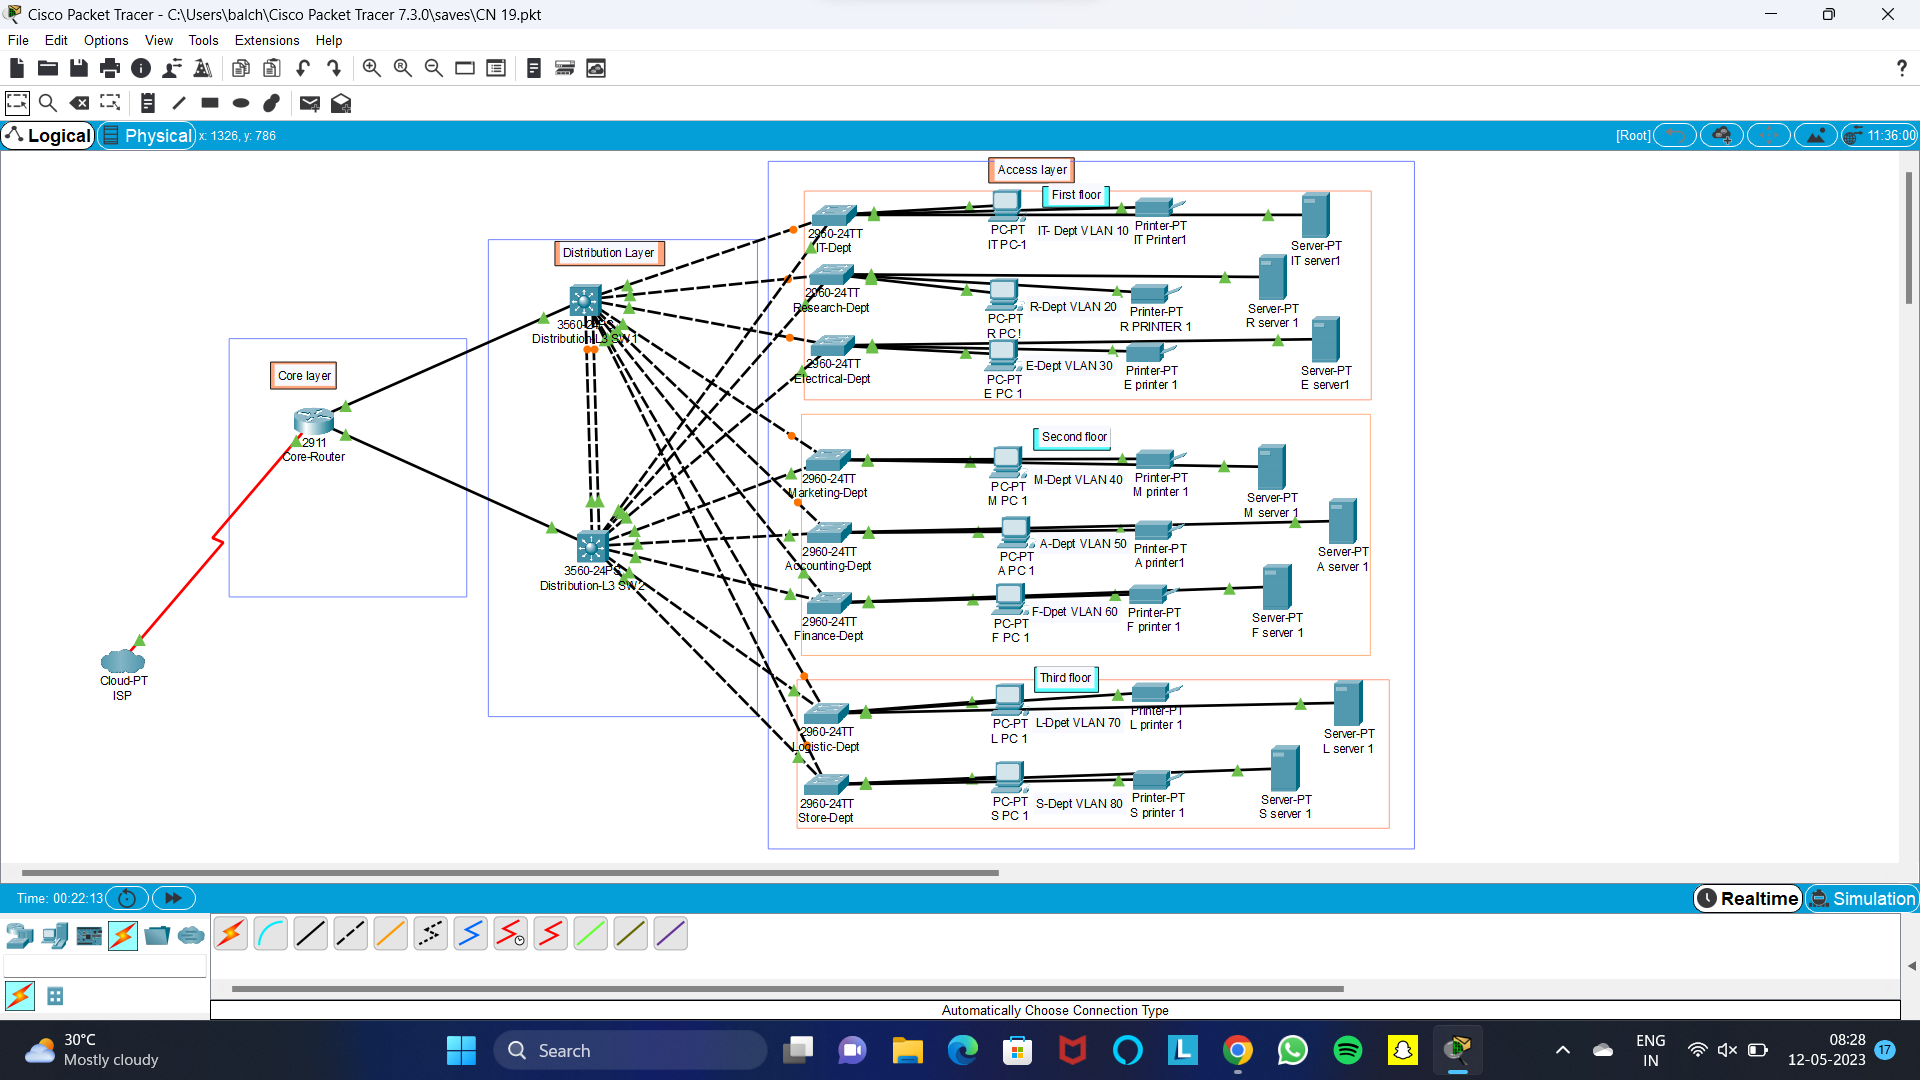 Cisco Packet Tracer - C:\Users\balch\Cisco Packet Tracer 7.3.0\saves\CN 19.pkt
File Edit Options View Tools Extensions Help
?
Logical Physical x: 1326, y: 786 [Root] 11:36:00
Access layer
First floor
2960-24TT
IT-Dept
PC-PT
IT PC-1
IT- Dept VLAN 10
Printer-PT
IT Printer1
Server-PT
IT server1
2960-24TT
Research-Dept
PC-PT
R PC!
R-Dept VLAN 20
Printer-PT
R PRINTER 1
Server-PT
R server 1
2960-24TT
Electrical-Dept
PC-PT
E PC 1
E-Dept VLAN 30
Printer-PT
E printer 1
Server-PT
E server1
Distribution Layer
3560-24PS
Distribution-L3 SW1
Core layer
2911
Core-Router
3560-24PS
Distribution-L3 SW2
Cloud-PT
ISP
Second floor
2960-24TT
Marketing-Dept
PC-PT
M PC 1
M-Dept VLAN 40
Printer-PT
M printer 1
Server-PT
M server 1
2960-24TT
Accounting-Dept
PC-PT
A PC 1
A-Dept VLAN 50
Printer-PT
A printer1
Server-PT
A server 1
2960-24TT
Finance-Dept
PC-PT
F PC 1
F-Dpet VLAN 60
Printer-PT
F printer 1
Server-PT
F server 1
Third floor
2960-24TT
Logistic-Dept
PC-PT
L PC 1
L-Dpet VLAN 70
Printer-PT
L printer 1
Server-PT
L server 1
2960-24TT
Store-Dept
PC-PT
S PC 1
S-Dept VLAN 80
Printer-PT
S printer 1
Server-PT
S server 1
Time: 00:22:13 Realtime Simulation
Automatically Choose Connection Type
30°C
Mostly cloudy
Search
ENG
IN
08:28
12-05-2023
17